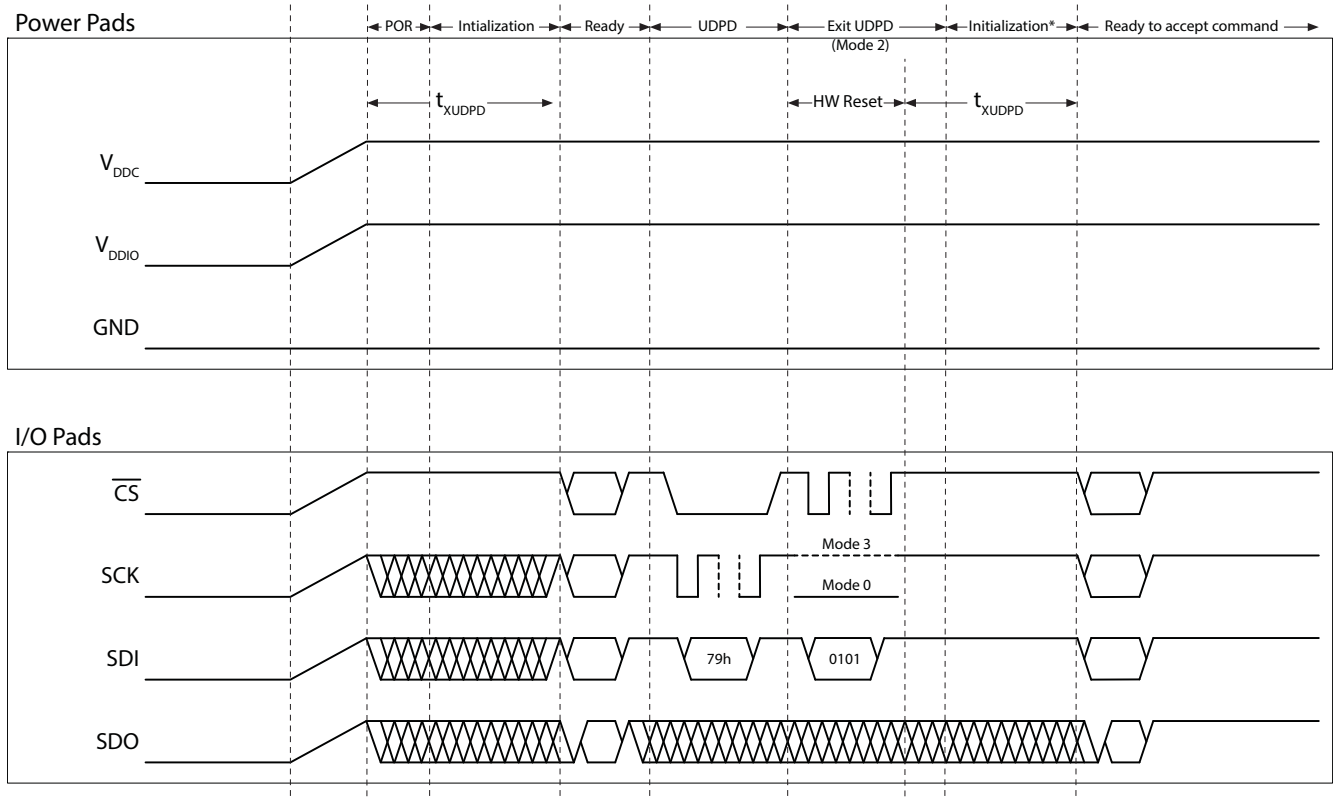 Power Pads
POR
Intialization
Ready
UDPD
Exit UDPD
(Mode 2)
Initialization*
Ready to accept command
tXUDPD
HW Reset
tXUDPD
VDDC
VDDIO
GND
I/O Pads
CS
SCK
Mode 3
Mode 0
SDI
79h
0101
SDO